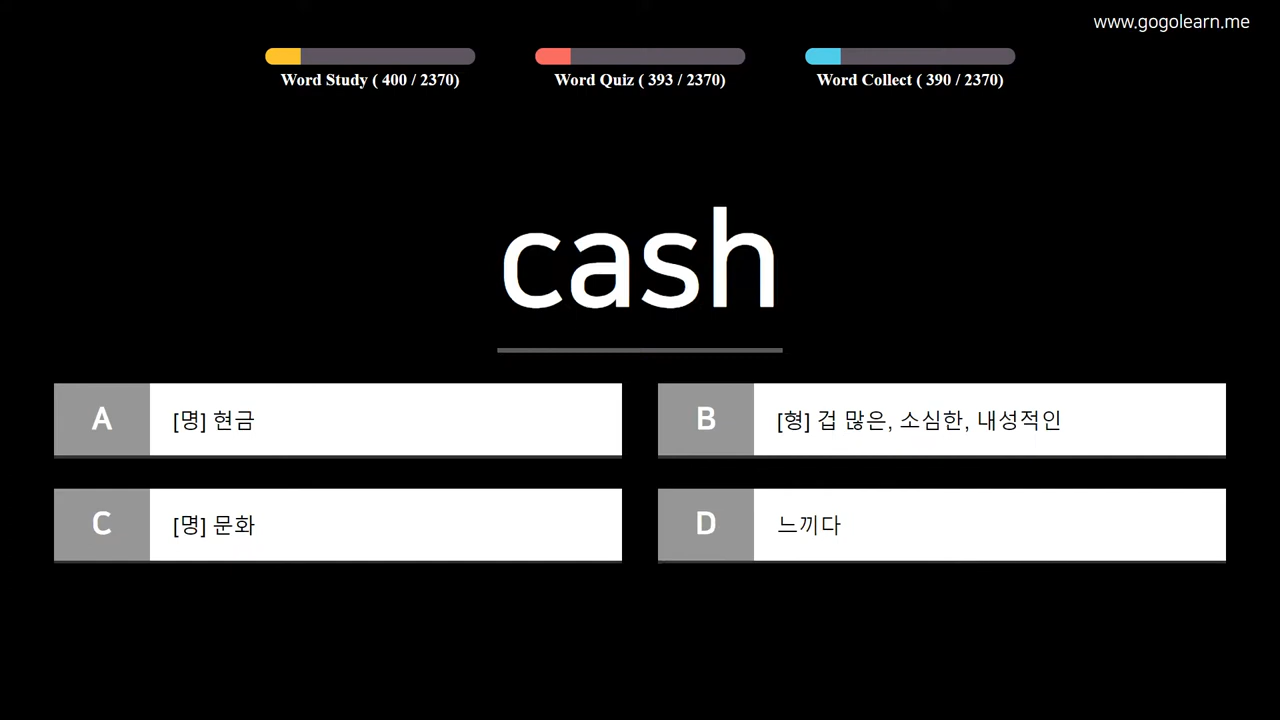 www.gogolearn.me
Word Study ( 400 / 2370)
Word Quiz ( 393 / 2370)
Word Collect ( 390 / 2370)
cash
A [명] 현금
B [형] 겁 많은, 소심한, 내성적인
C [명] 문화
D 느끼다